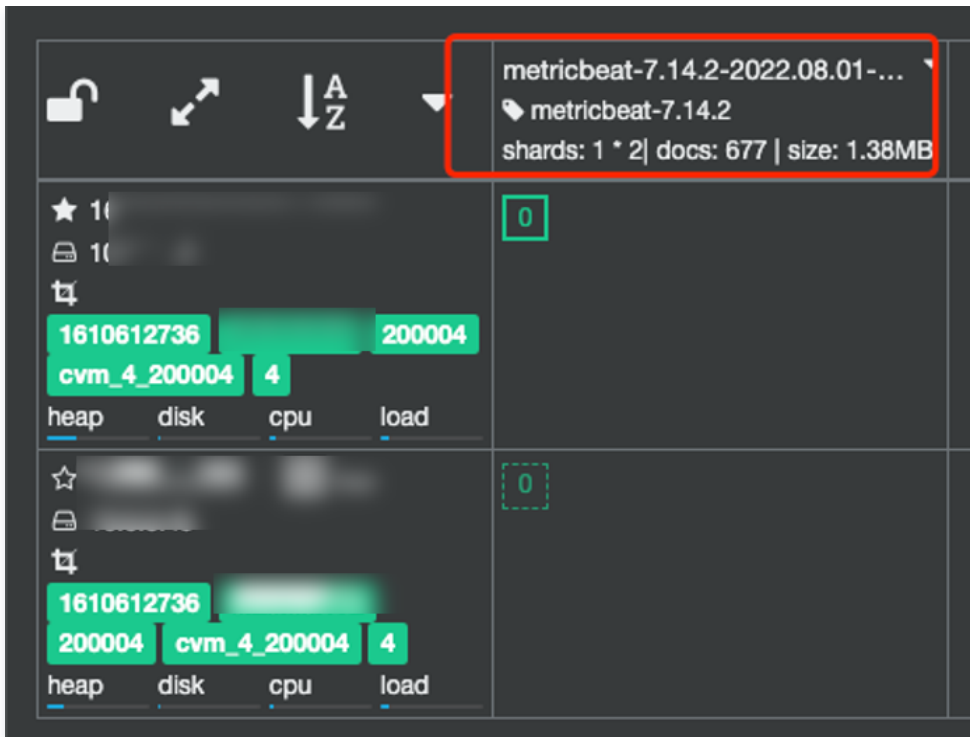 A
Z
metricbeat-7.14.2-2022.08.01-...
metricbeat-7.14.2
shards: 1 * 2| docs: 677 | size: 1.38MB
0
1610612736 200004
cvm_4_200004 4
heap disk cpu load
0
1610612736
200004 cvm_4_200004 4
heap disk cpu load